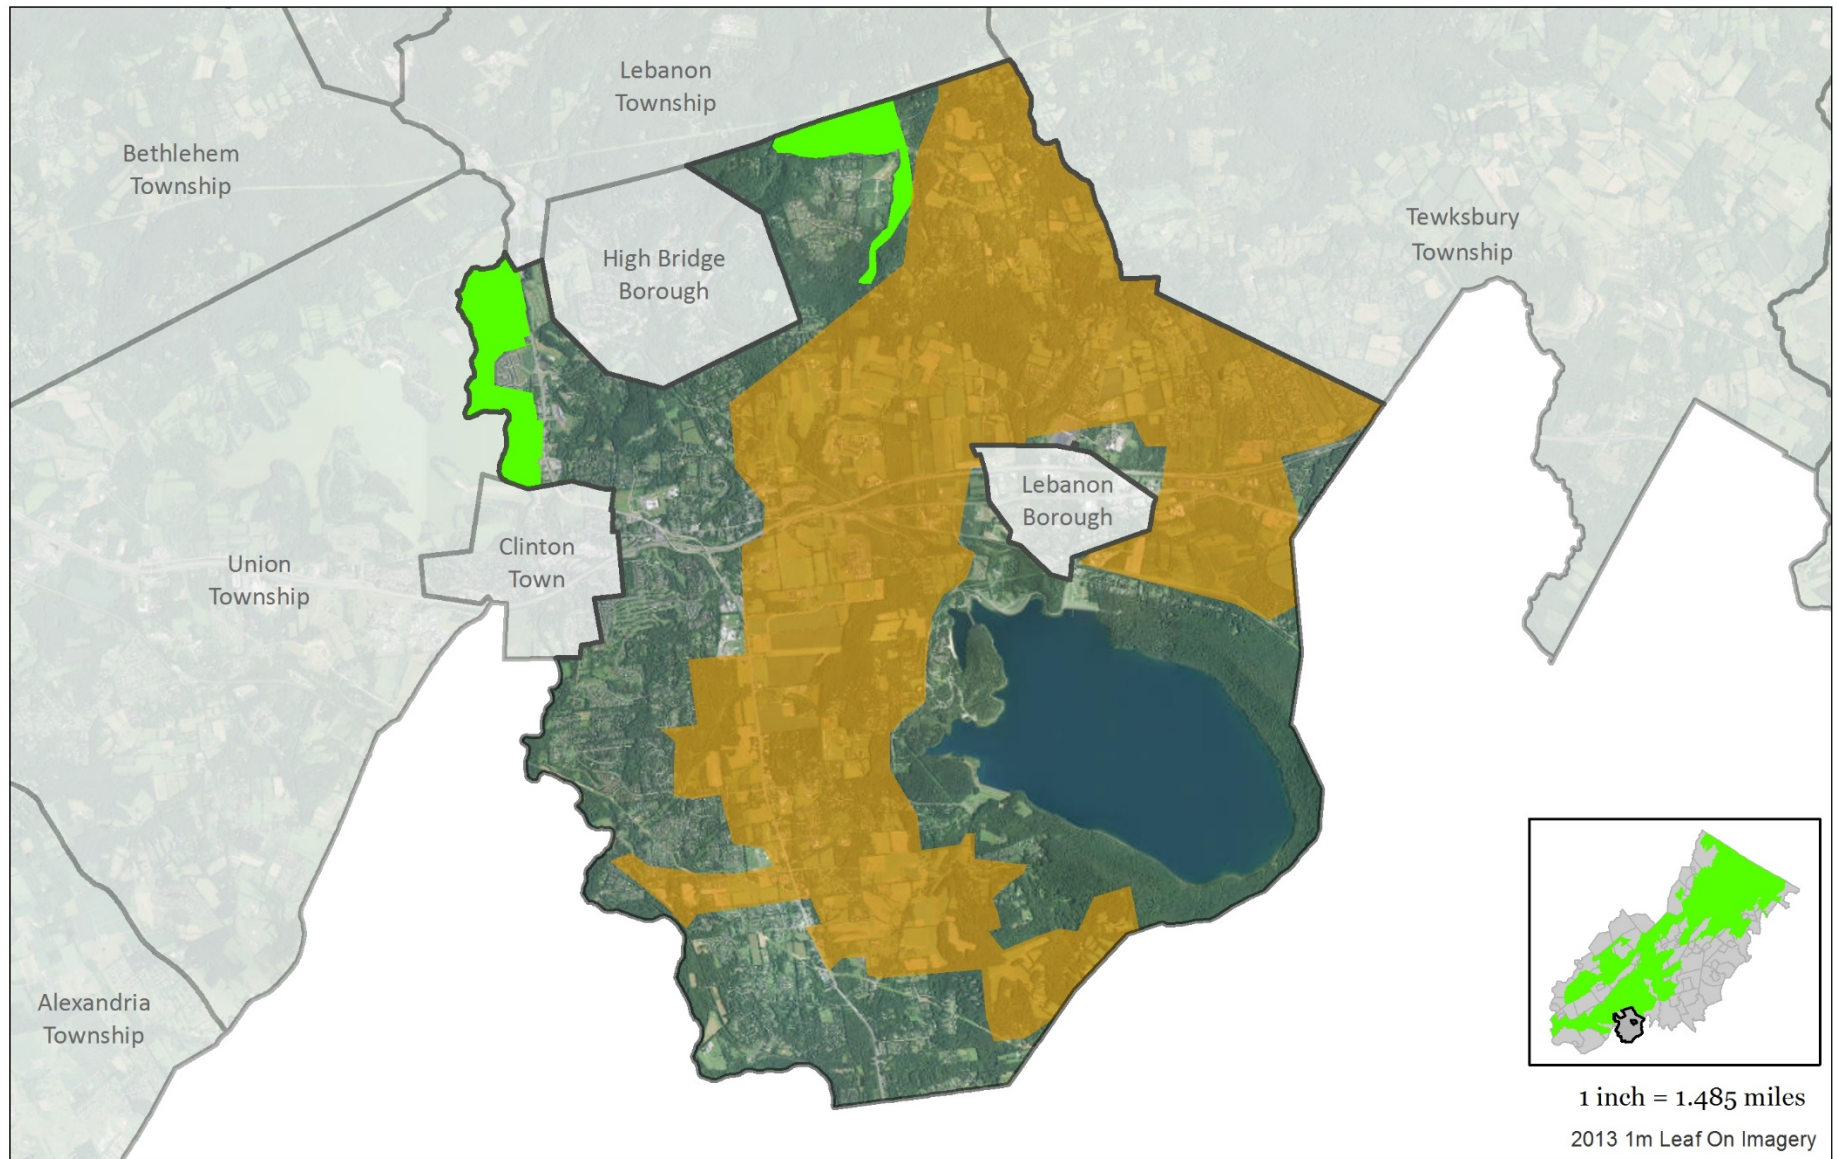 Lebanon
Township
Bethlehem
Township
High Bridge
Borough
Tewksbury
Township
Lebanon
Borough
Clinton
Town
Union
Township
Alexandria
Township
1 inch = 1.485 miles
2013 1m Leaf On Imagery